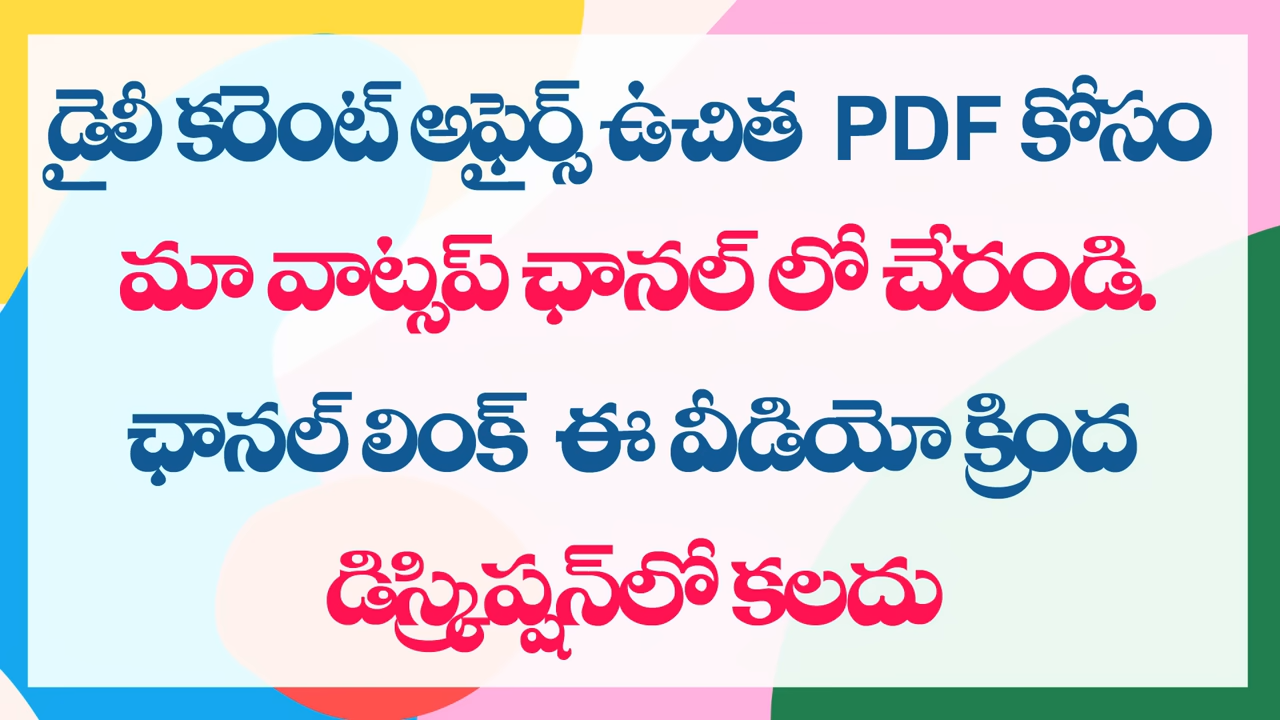 డైలీ కరెంట్ అఫైర్స్ ఉచిత PDF కోసం
మా వాట్సప్ ఛానల్ లో చేరండి.
ఛానల్ లింక్ ఈ వీడియో క్రింద
డిస్క్రిప్షన్‌లో కలదు